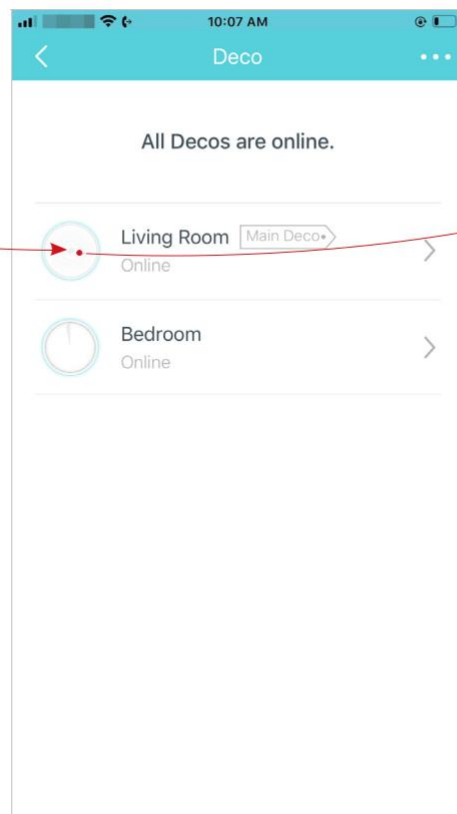 10:07 AM
Deco
All Decos are online.
Living Room Main Deco
Online
Bedroom
Online